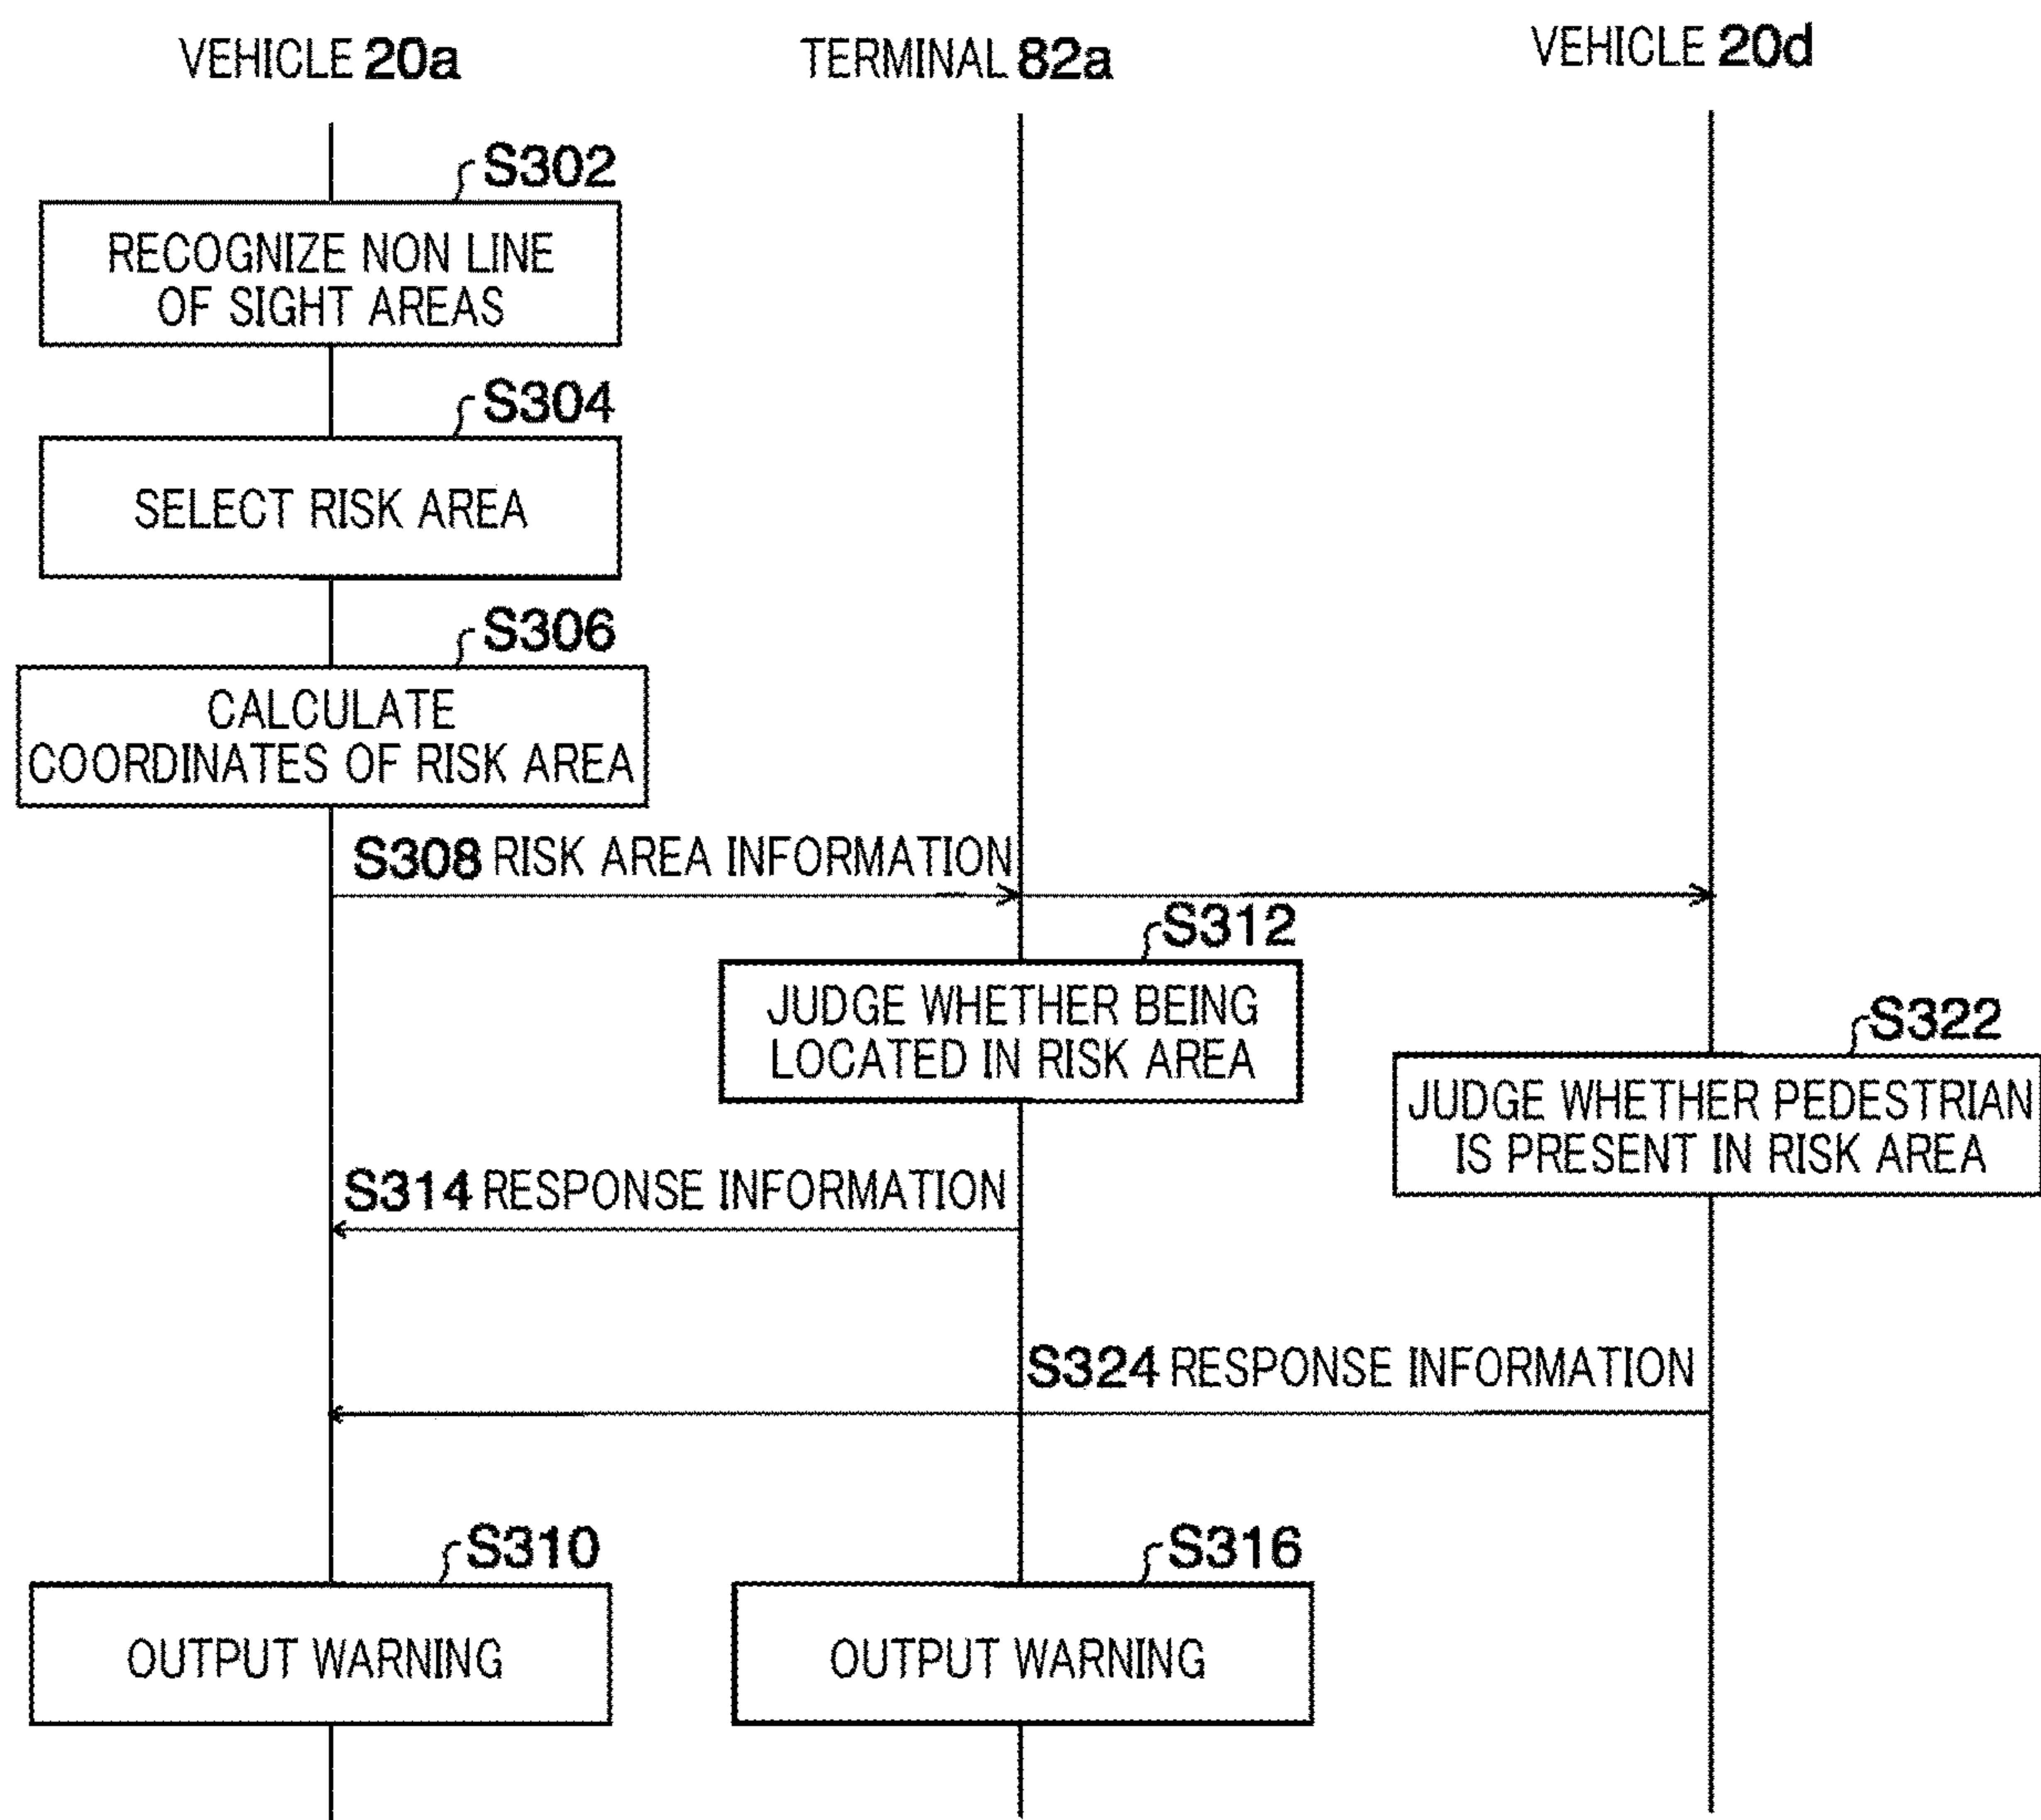 VEHICLE 20a
TERMINAL 82a
VEHICLE 20d
S302
RECOGNIZE NON LINE
OF SIGHT AREAS
S304
SELECT RISK AREA
S306
CALCULATE
COORDINATES OF RISK AREA
S308 RISK AREA INFORMATION
S312
JUDGE WHETHER BEING
LOCATED IN RISK AREA
S322
JUDGE WHETHER PEDESTRIAN
IS PRESENT IN RISK AREA
S314 RESPONSE INFORMATION
S324 RESPONSE INFORMATION
S310
OUTPUT WARNING
S316
OUTPUT WARNING